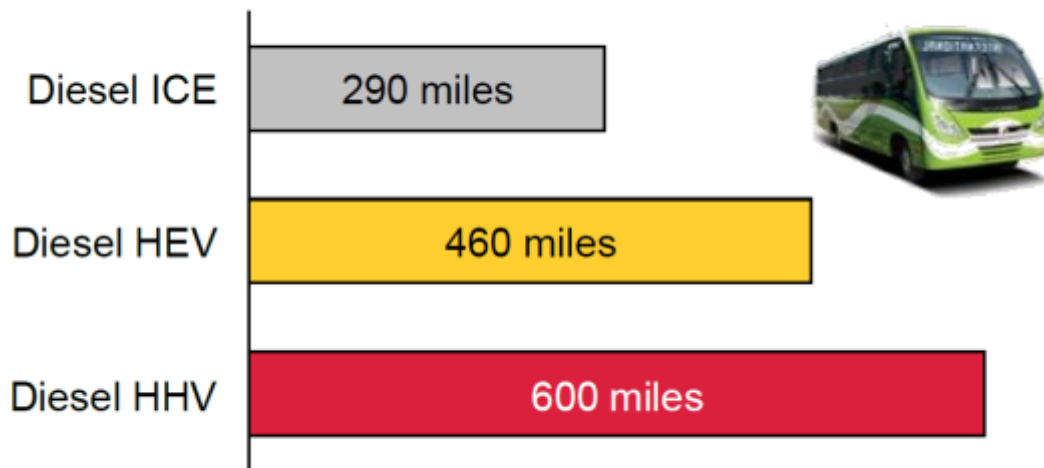 Diesel ICE
290 miles
Diesel HEV
460 miles
Diesel HHV
600 miles